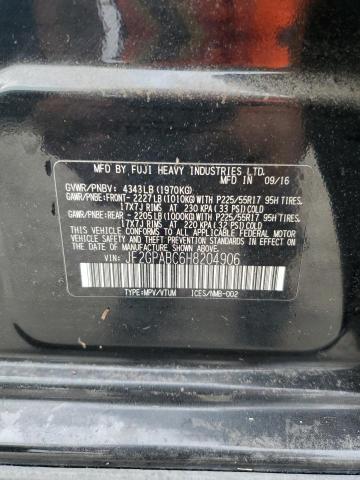 MFD BY FUJI HEAVY INDUSTRIES LTD.
MFD IN 09/16
GVWR/PNBV: 4343LB(1970KG)
GAWR/PNBE:FRONT- 2227LB(1010KG)WITH P225/55R17 95H TIRES,
17X7J RIMS AT 230 KPA( 33 PSI)COLD
GAWR/PNBE:REAR - 2205LB(1000KG)WITH P225/55R17 95H TIRES,
17X7J RIMS AT 220 KPA( 32 PSI)COLD
THIS VEHICLE CONFORMS TO ALL APPLICABLE
FEDERAL MOTOR VEHICLE SAFETY, BUMPER, AND
THEFT PREVENTION STANDARDS IN EFFECT ON THE DATE
OF MANUFACTURE SHOWN ABOVE.
VIN: JF2GPABC6H8204906
TYPE:MPV/VTUM ICES/NMB-002